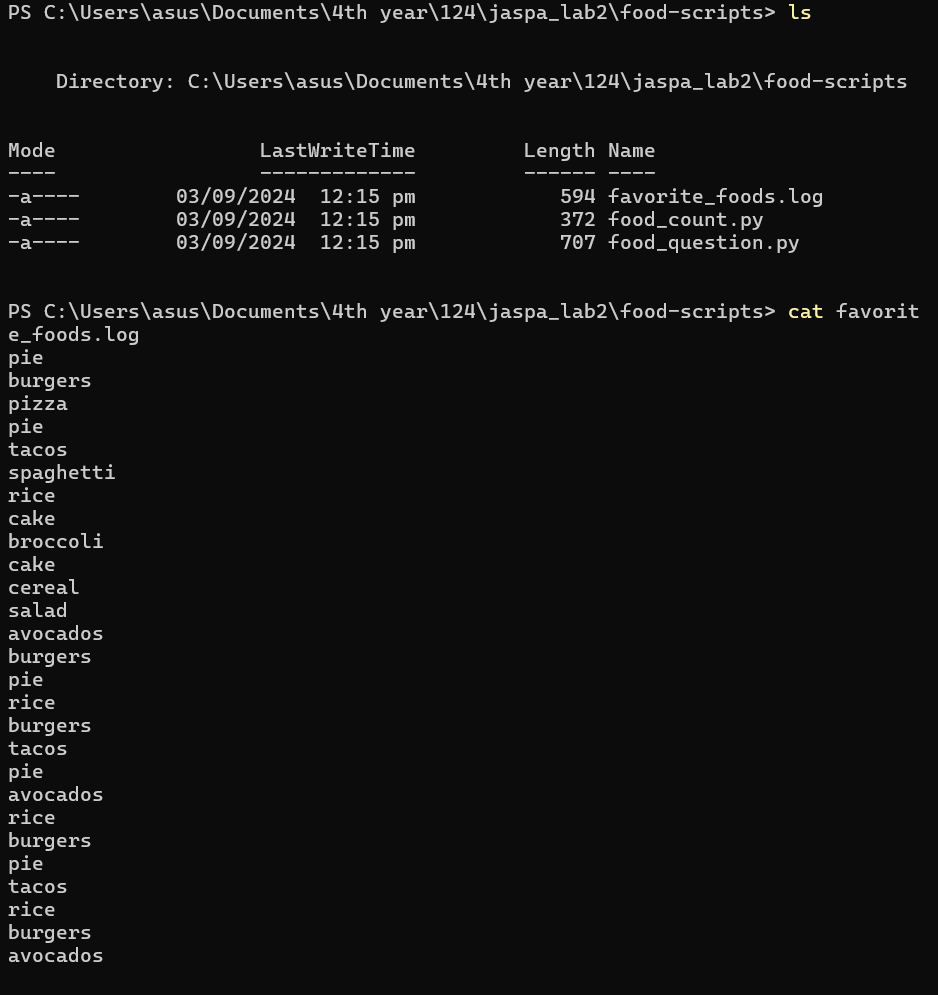 PS C:\Users\asus\Documents\4th year\124\jaspa_lab2\food-scripts> ls
Directory: C:\Users\asus\Documents\4th year\124\jaspa_lab2\food-scripts
Mode LastWriteTime Length Name
---- ------------- ------ ----
-a---- 03/09/2024 12:15 pm 594 favorite_foods.log
-a---- 03/09/2024 12:15 pm 372 food_count.py
-a---- 03/09/2024 12:15 pm 707 food_question.py
PS C:\Users\asus\Documents\4th year\124\jaspa_lab2\food-scripts> cat favorit
e_foods.log
pie
burgers
pizza
pie
tacos
spaghetti
rice
cake
broccoli
cake
cereal
salad
avocados
burgers
pie
rice
burgers
tacos
pie
avocados
rice
burgers
pie
tacos
rice
burgers
avocados